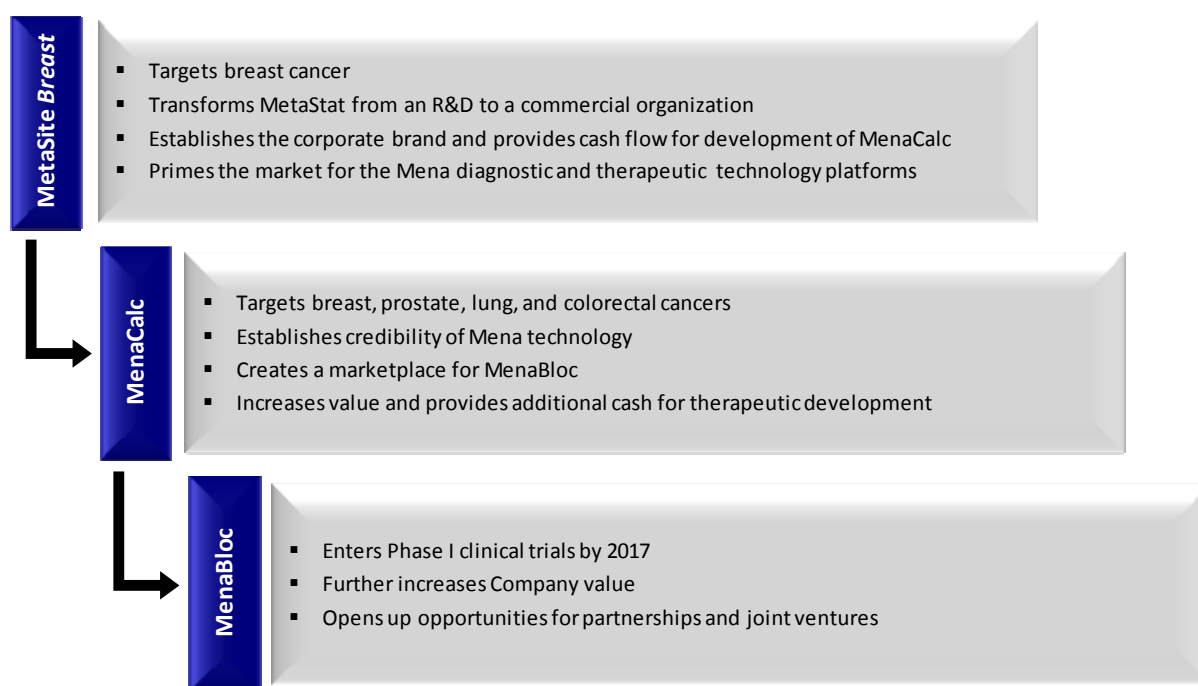 MetaSite Breast
▪ Targets breast cancer
▪ Transforms MetaStat from an R&D to a commercial organization
▪ Establishes the corporate brand and provides cash flow for development of MenaCalc
▪ Primes the market for the Mena diagnostic and therapeutic technology platforms
MenaCalc
▪ Targets breast, prostate, lung, and colorectal cancers
▪ Establishes credibility of Mena technology
▪ Creates a marketplace for MenaBloc
▪ Increases value and provides additional cash for therapeutic development
MenaBloc
▪ Enters Phase I clinical trials by 2017
▪ Further increases Company value
▪ Opens up opportunities for partnerships and joint ventures